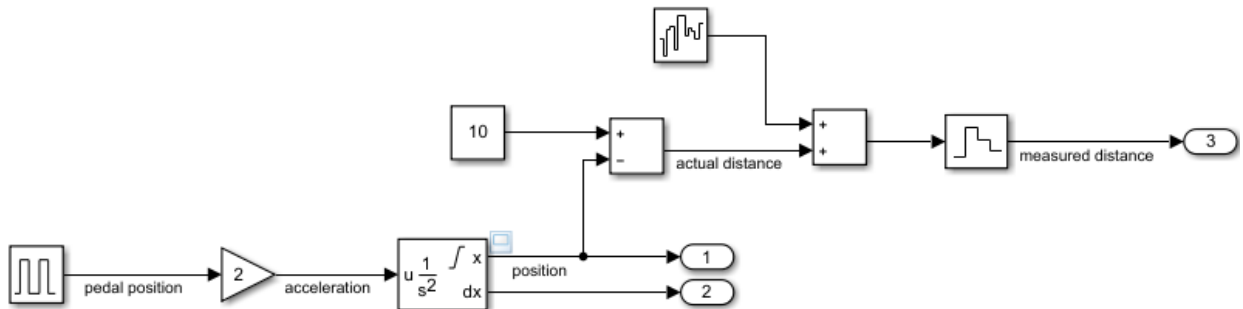 10
+
−
actual distance
+
+
measured distance
3
pedal position
2
acceleration
u 1/s2
x
dx
position
1
2